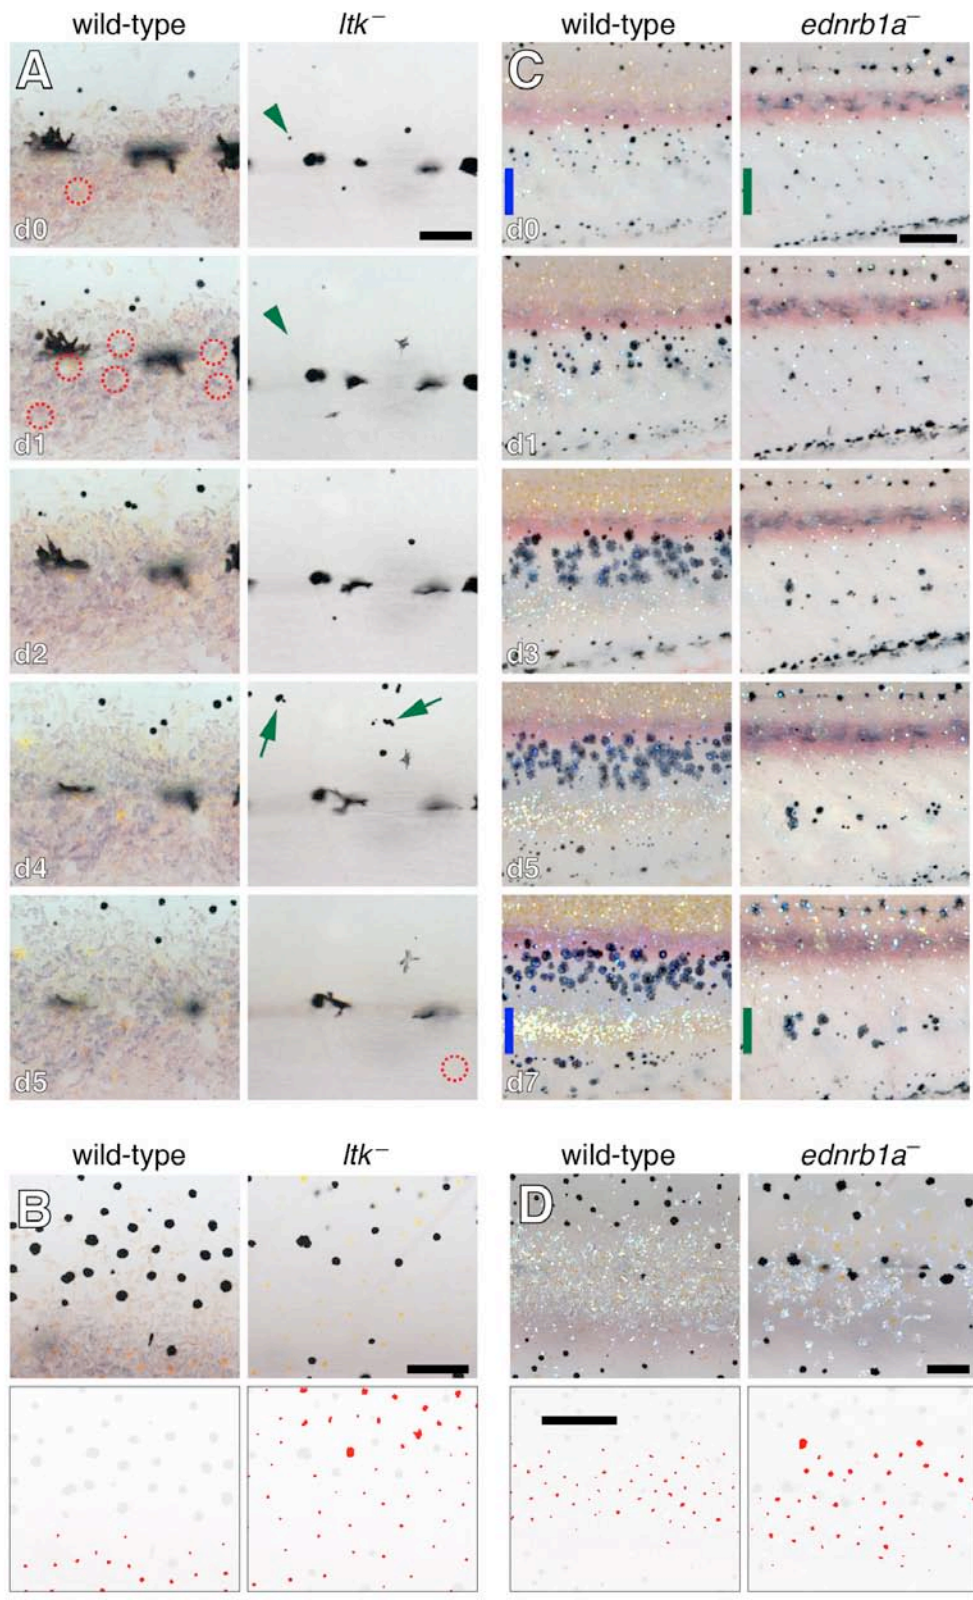 wild-type ltk⁻ wild-type ednrb1a⁻
A C
d0 d0
d1 d1
d2 d3
d4 d5
d5 d7
wild-type ltk⁻ wild-type ednrb1a⁻
B D